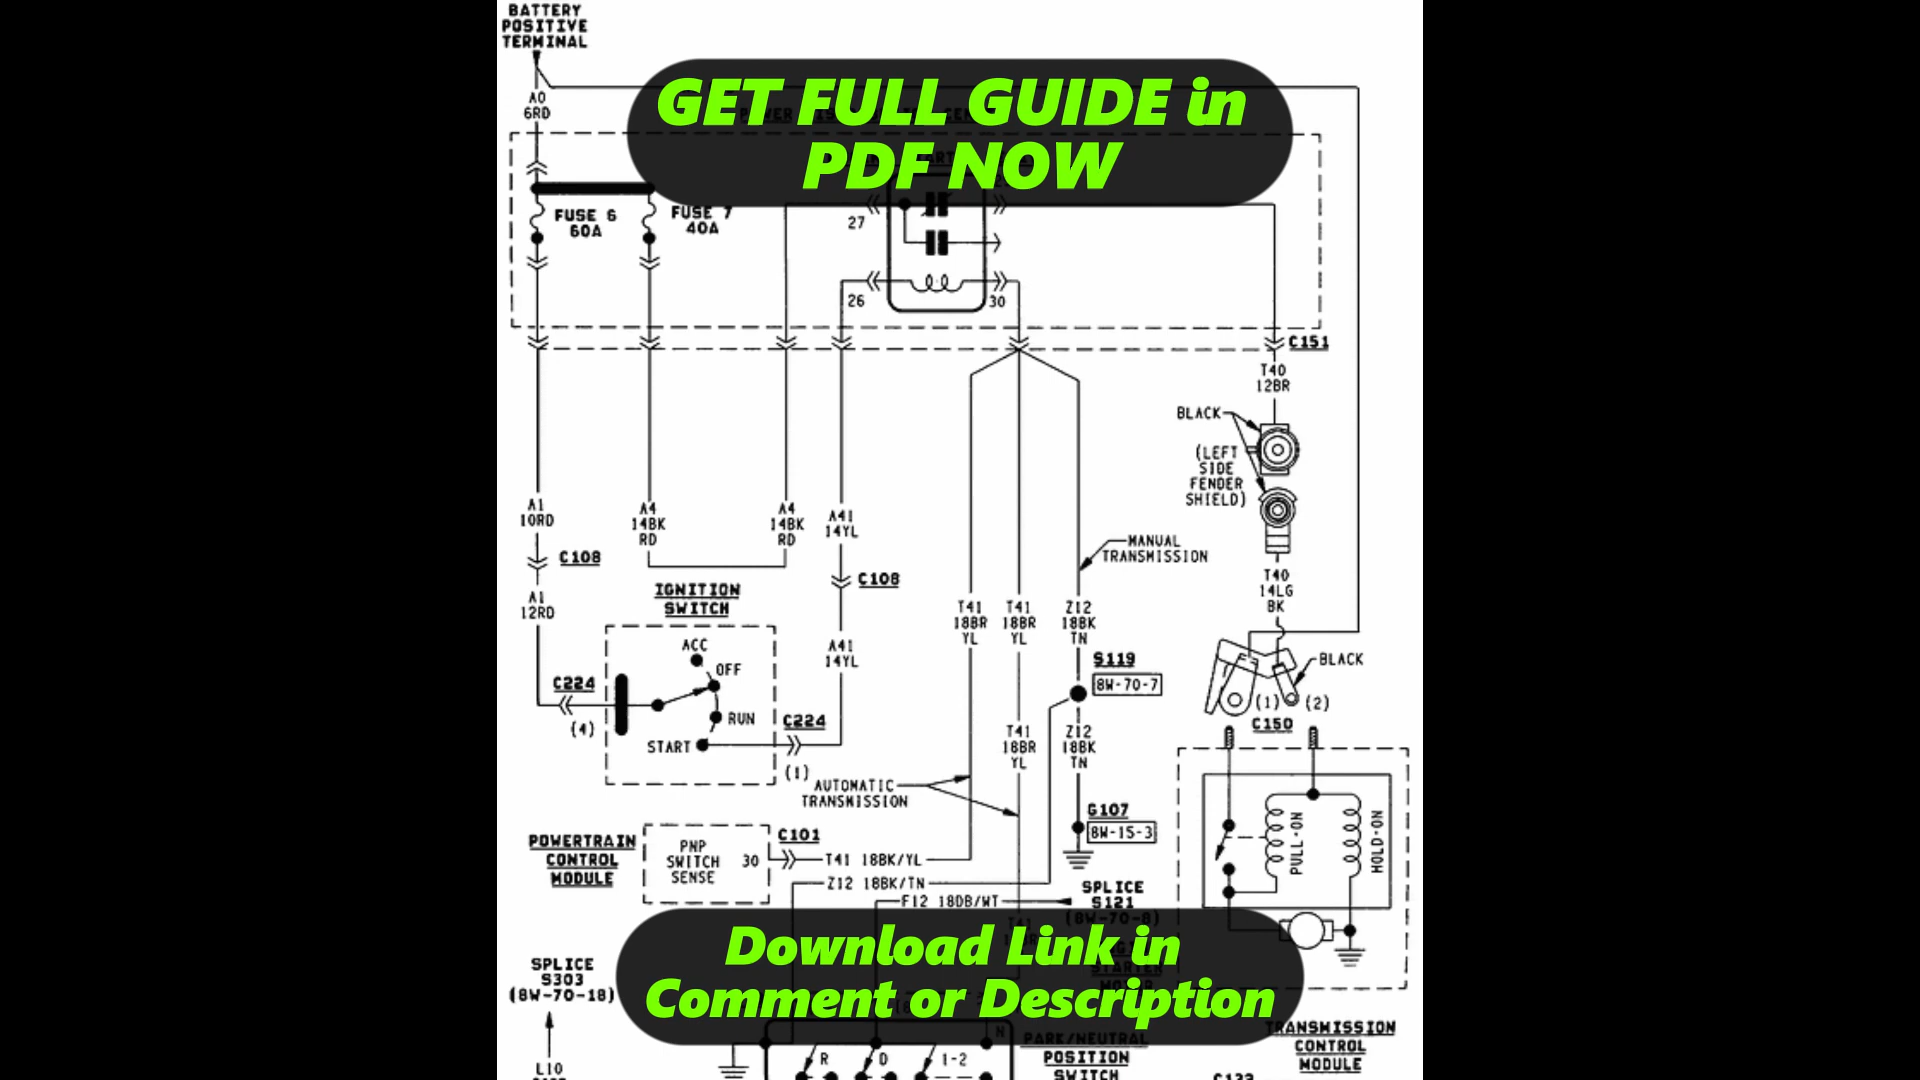 BATTERY
POSITIVE
TERMINAL
GET FULL GUIDE in
PDF NOW
A0
6RD
FUSE 6
60A
FUSE 7
40A
27
26
30
C151
T40
12BR
BLACK
(LEFT
SIDE
FENDER
SHIELD)
A1
10RD
A4
14BK
RD
A4
14BK
RD
A41
14YL
MANUAL
TRANSMISSION
C108
C108
T40
14LG
BK
IGNITION
SWITCH
A1
12RD
T41
18BR
YL
T41
18BR
YL
Z12
18BK
TN
ACC
OFF
RUN
START
A41
14YL
S119
8W-70-7
BLACK
C224
(4)
C224
(1)
(1)
(2)
C150
T41
18BR
YL
Z12
18BK
TN
AUTOMATIC
TRANSMISSION
G107
8W-15-3
PULL-ON
HOLD-ON
POWERTRAIN
CONTROL
MODULE
PNP
SWITCH
SENSE
30
C101
T41 18BK/YL
Z12 18BK/TN
F12 18DB/WT
SPLICE
S121
(8W-70-8)
Download Link in
Comment or Description
SPLICE
S303
(8W-70-18)
L10
N
R
D
1-2
PARK/NEUTRAL
POSITION
SWITCH
TRANSMISSION
CONTROL
MODULE